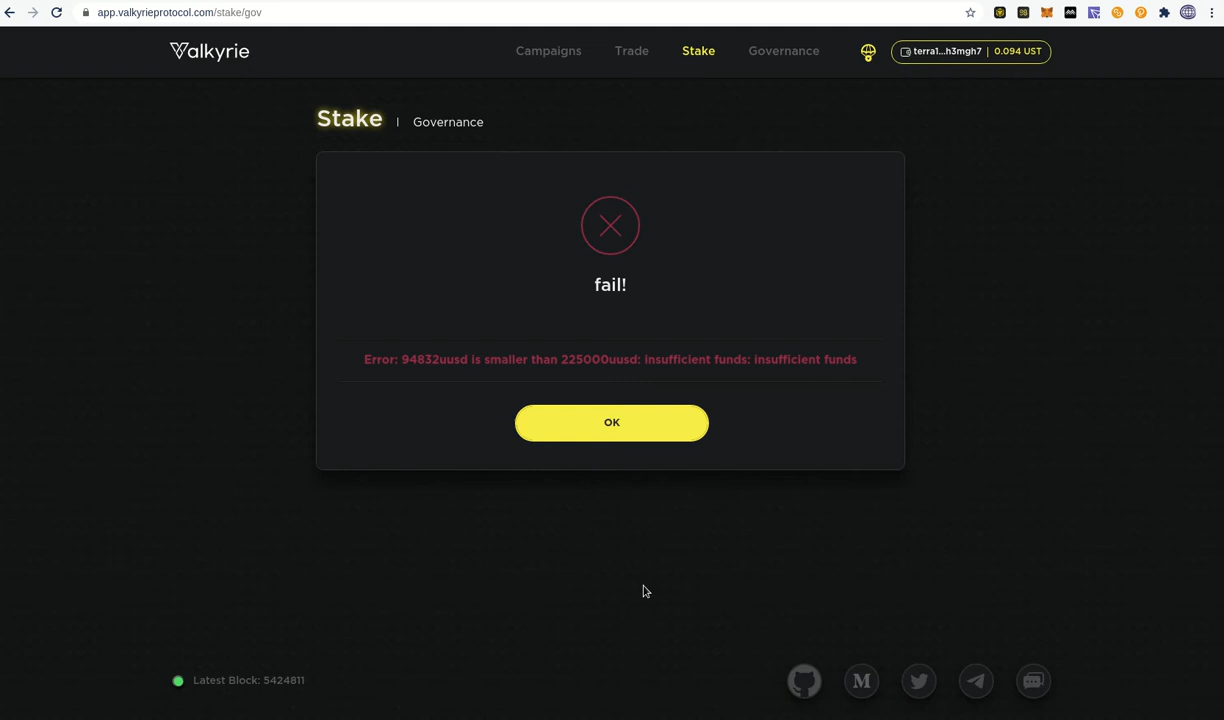 app.valkyrieprotocol.com/stake/gov
Valkyrie
Campaigns Trade Stake Governance terra1...h3mgh7 | 0.094 UST
Stake | Governance
fail!
Error: 94832uusd is smaller than 225000uusd: insufficient funds: insufficient funds
OK
Latest Block: 5424811